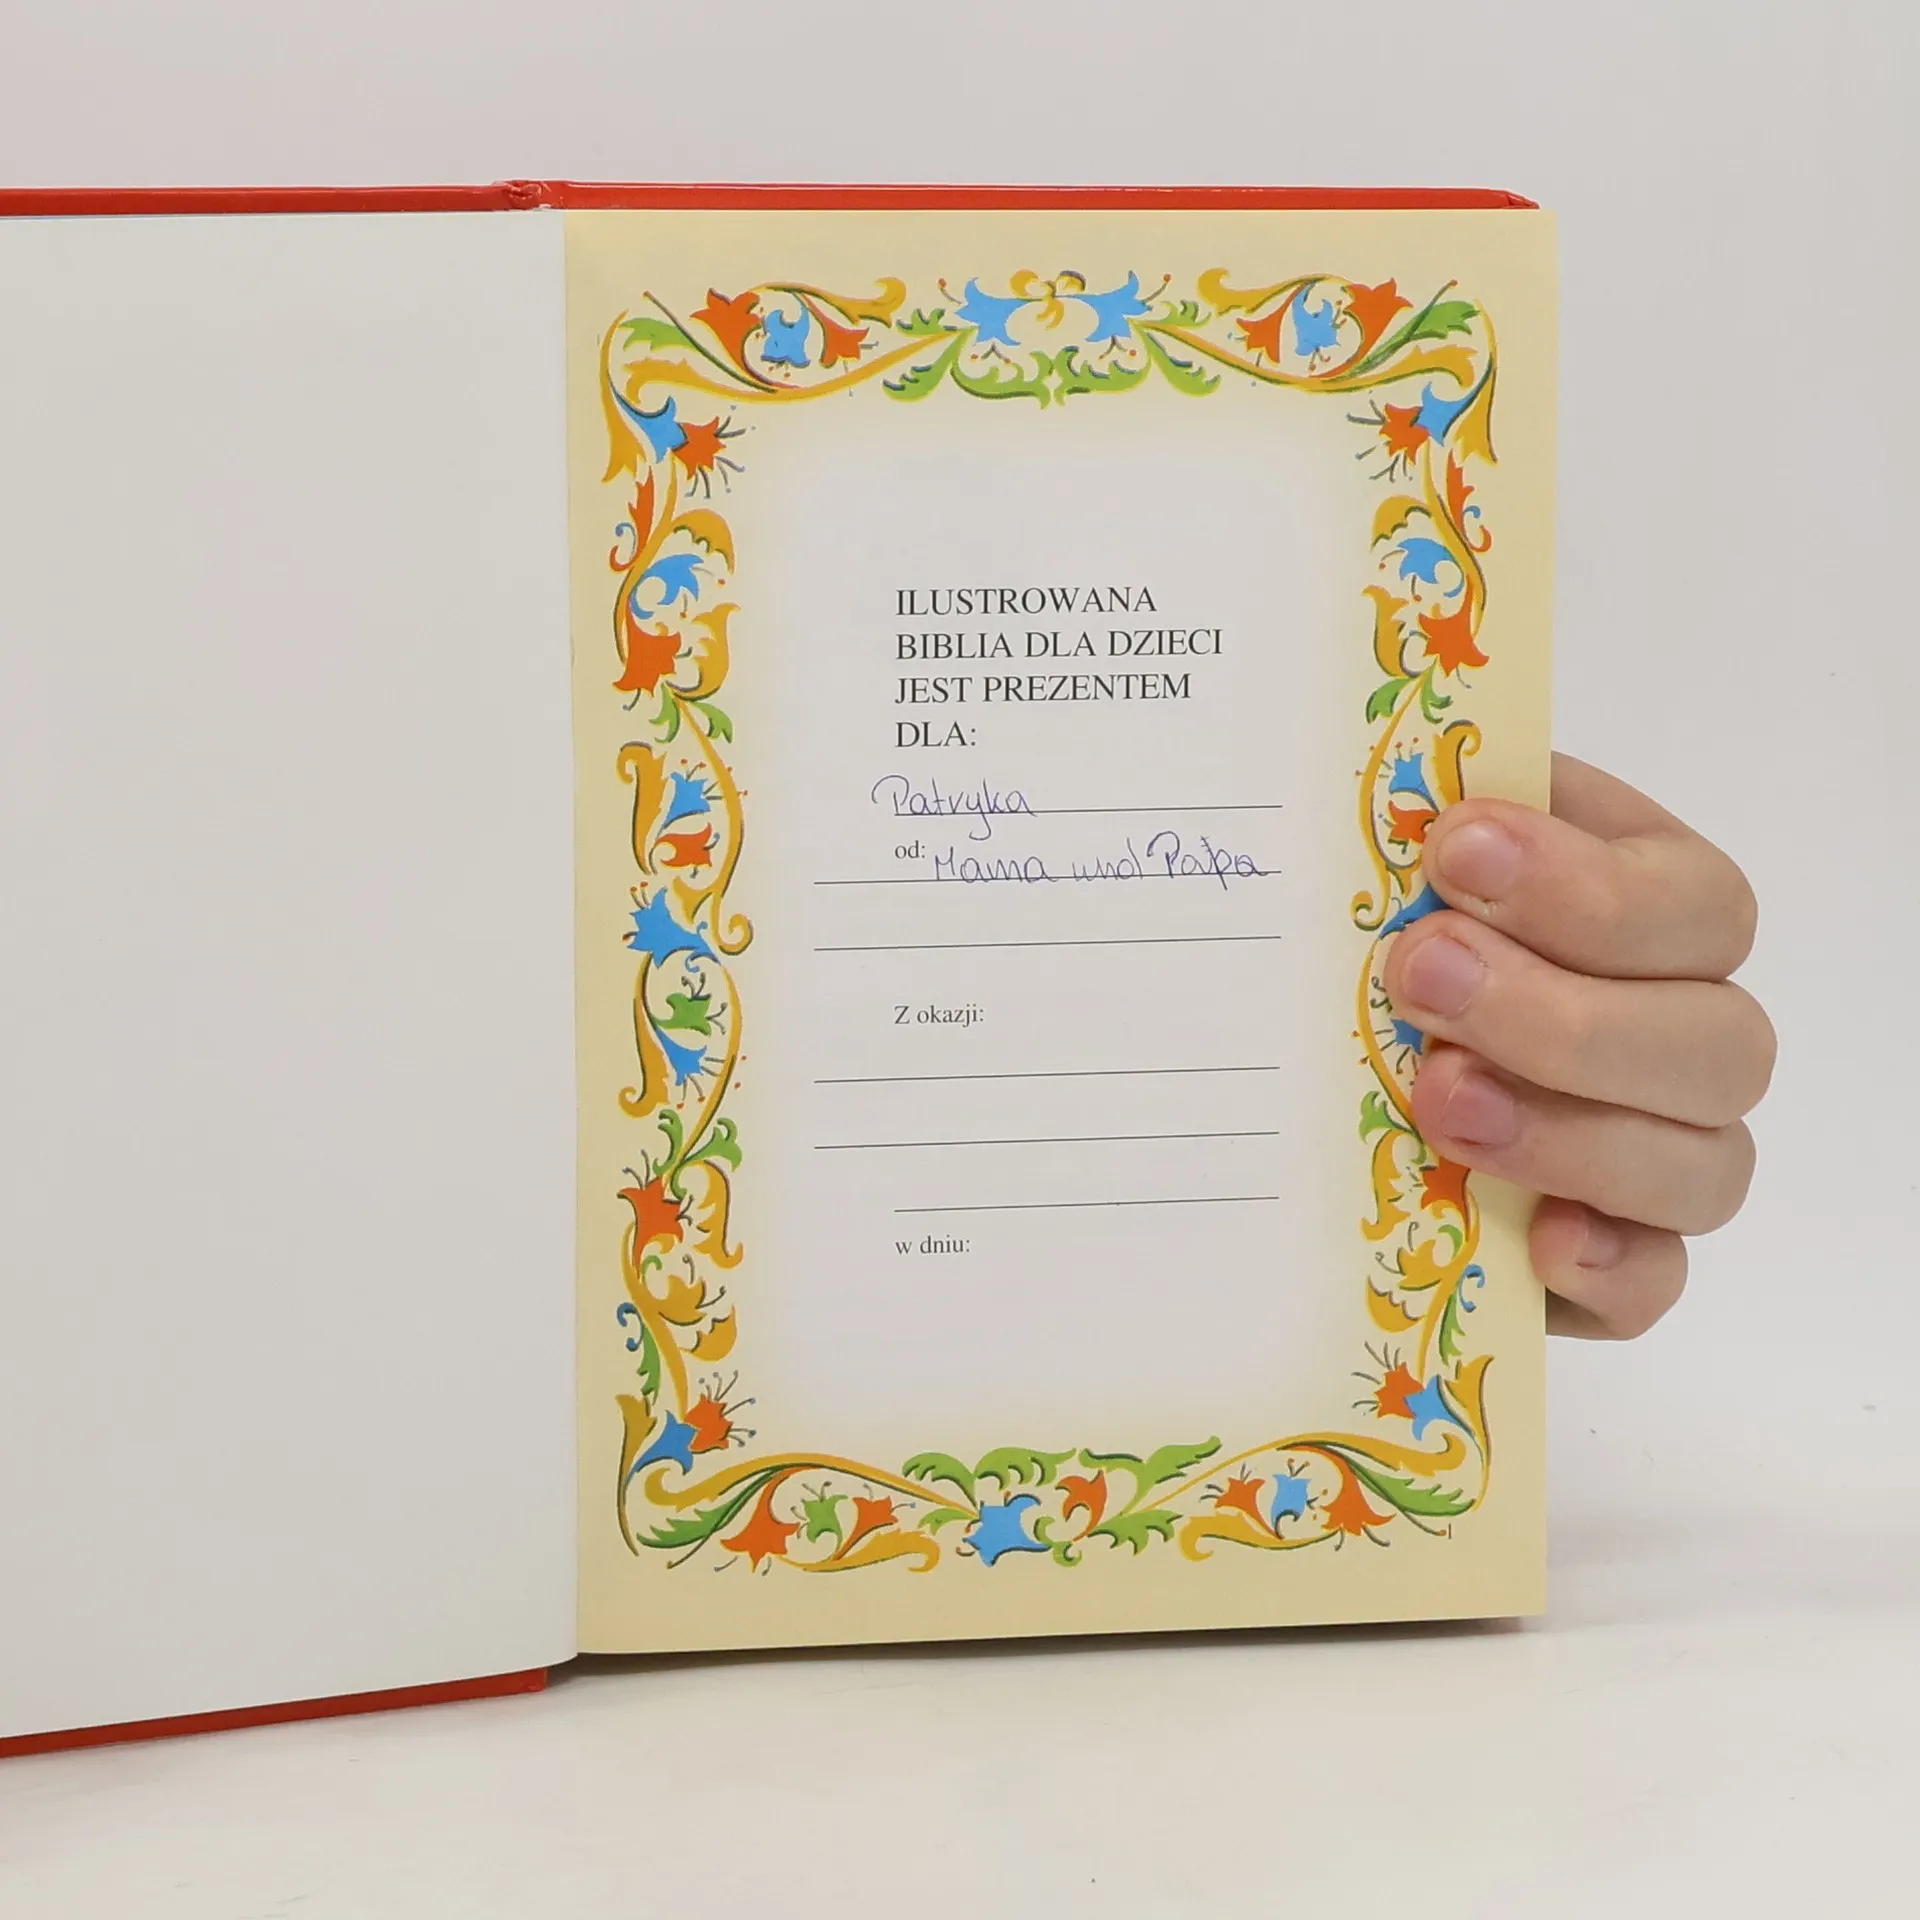 ILUSTROWANA
BIBLIA DLA DZIECI
JEST PREZENTEM
DLA:
Patryka
od: Mama und Papa
Z okazji:
w dniu: